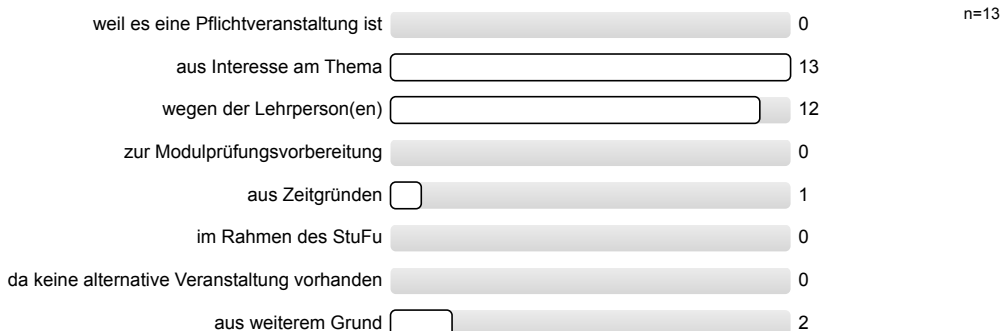 n=13
weil es eine Pflichtveranstaltung ist 0
aus Interesse am Thema 13
wegen der Lehrperson(en) 12
zur Modulprüfungsvorbereitung 0
aus Zeitgründen 1
im Rahmen des StuFu 0
da keine alternative Veranstaltung vorhanden 0
aus weiterem Grund 2